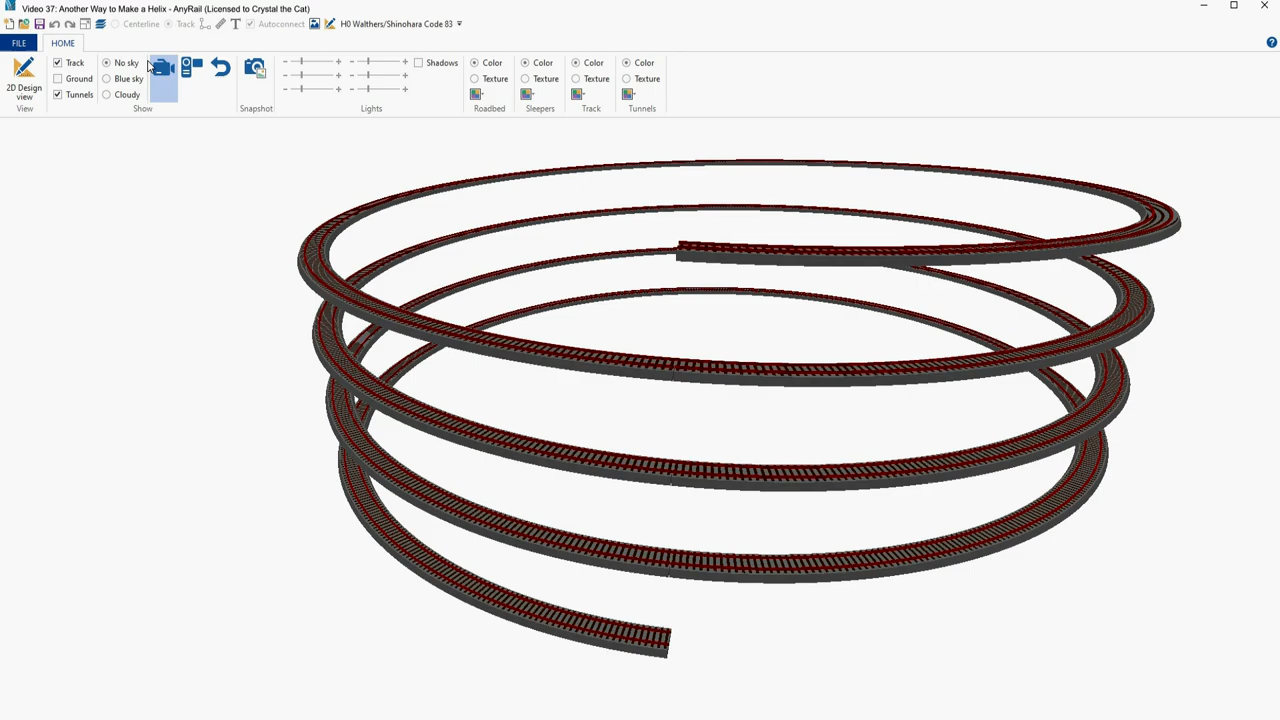 Video 37: Another Way to Make a Helix - AnyRail (Licensed to Crystal the Cat)
Centerline Track Autoconnect H0 Walthers/Shinohara Code 83
FILE HOME
Track No sky Shadows Color Color Color Color
Ground Blue sky Texture Texture Texture Texture
2D Design
view
Tunnels Cloudy
View Show Snapshot Lights Roadbed Sleepers Track Tunnels